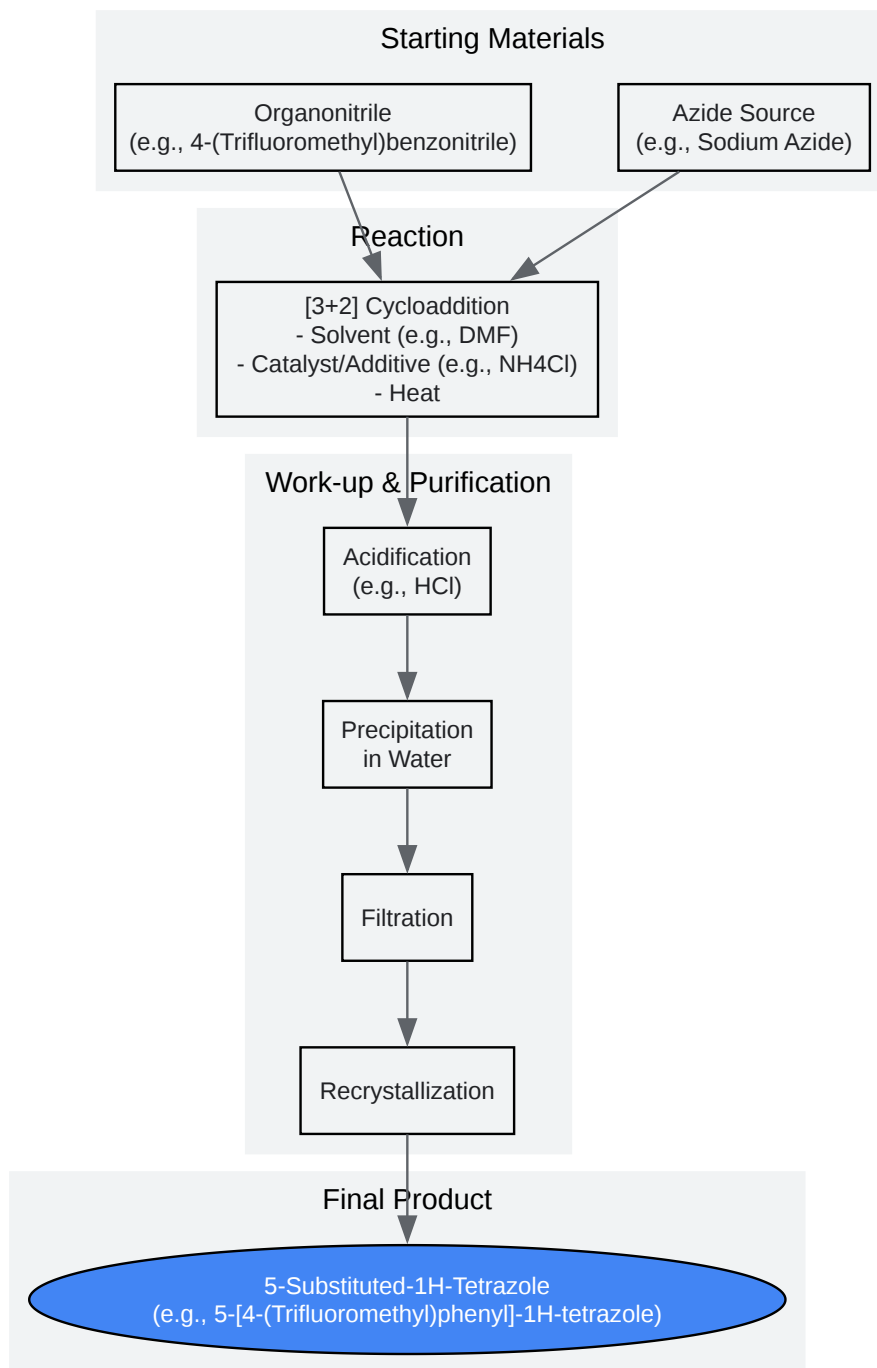 Starting Materials
Organonitrile
(e.g., 4-(Trifluoromethyl)benzonitrile)
Azide Source
(e.g., Sodium Azide)
Reaction
[3+2] Cycloaddition
- Solvent (e.g., DMF)
- Catalyst/Additive (e.g., NH4Cl)
- Heat
Work-up & Purification
Acidification
(e.g., HCl)
Precipitation
in Water
Filtration
Recrystallization
Final Product
5-Substituted-1H-Tetrazole
(e.g., 5-[4-(Trifluoromethyl)phenyl]-1H-tetrazole)